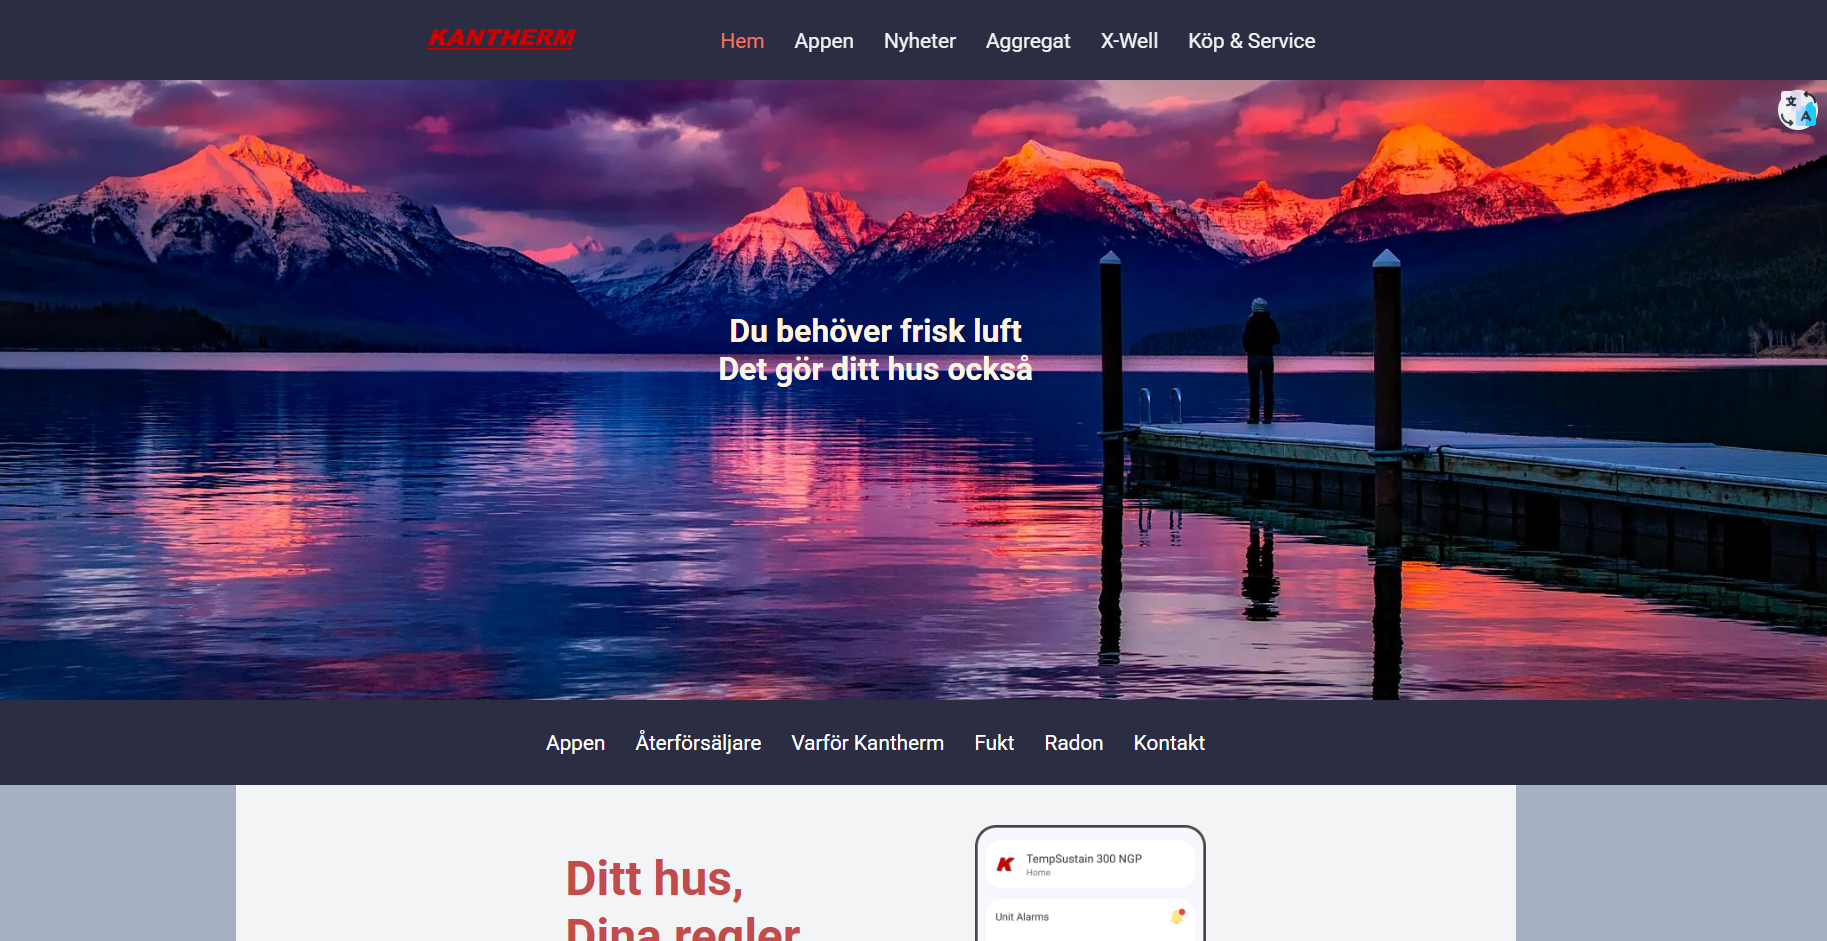 KANTHERM
Hem Appen Nyheter Aggregat X-Well Köp & Service
文 A
Du behöver frisk luft
Det gör ditt hus också
Appen Återförsäljare Varför Kantherm Fukt Radon Kontakt
Ditt hus,
Dina regler
K
TempSustain 300 NGP
Home
Unit Alarms